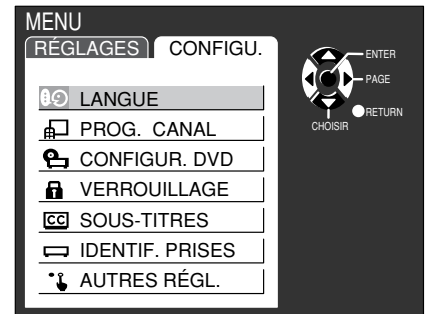 MENU
RÉGLAGES CONFIGU.
LANGUE
PROG. CANAL
CONFIGUR. DVD
VERROUILLAGE
CC SOUS-TITRES
IDENTIF. PRISES
AUTRES RÉGL.
ENTER
PAGE
RETURN
CHOISIR